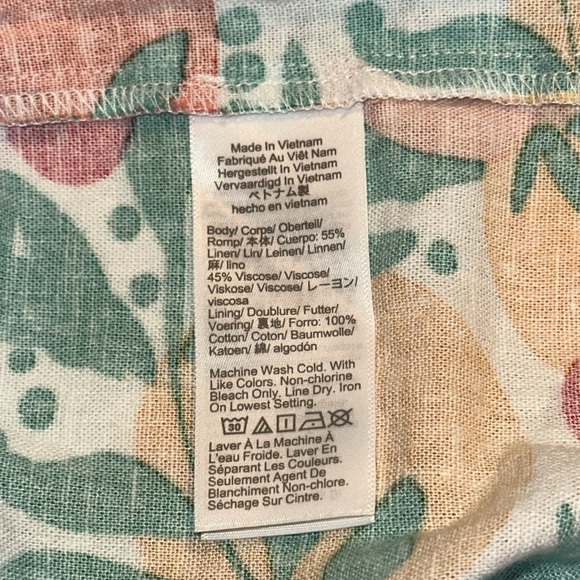 Made In Vietnam
Fabriqué Au Viêt Nam
Hergestellt In Vietnam
Vervaardigd In Vietnam
ベトナム製
hecho en vietnam
Body/ Corps/ Oberteil/
Romp/ 本体/ Cuerpo: 55%
Linen/ Lin/ Leinen/ Linnen/
麻/ lino
45% Viscose/ Viscose/
Viskose/ Viscose/ レーヨン/
viscosa
Lining/ Doublure/ Futter/
Voering/ 裏地/ Forro: 100%
Cotton/ Coton/ Baumwolle/
Katoen/ 綿/ algodón
Machine Wash Cold. With
Like Colors. Non-chlorine
Bleach Only. Line Dry. Iron
On Lowest Setting.
30
Laver À La Machine À
L'eau Froide. Laver En
Séparant Les Couleurs.
Seulement Agent De
Blanchiment Non-chlore.
Séchage Sur Cintre.